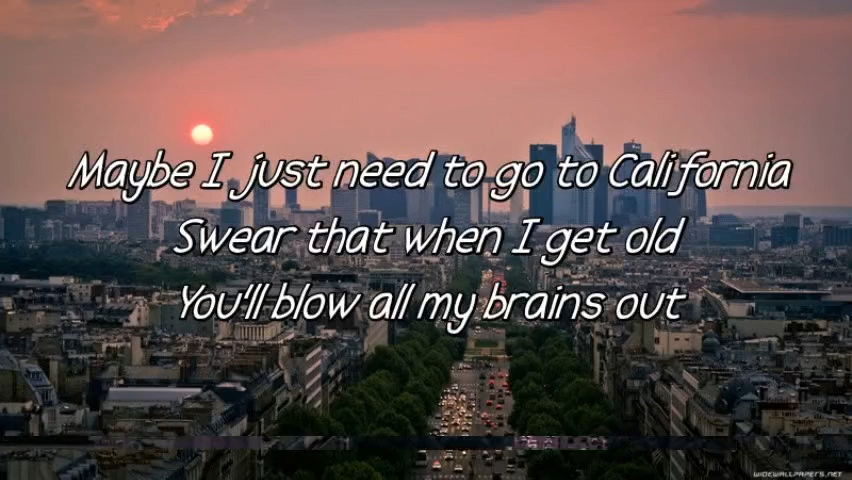 Maybe I just need to go to California
Swear that when I get old
You'll blow all my brains out
WIDEWALLPAPERS.NET